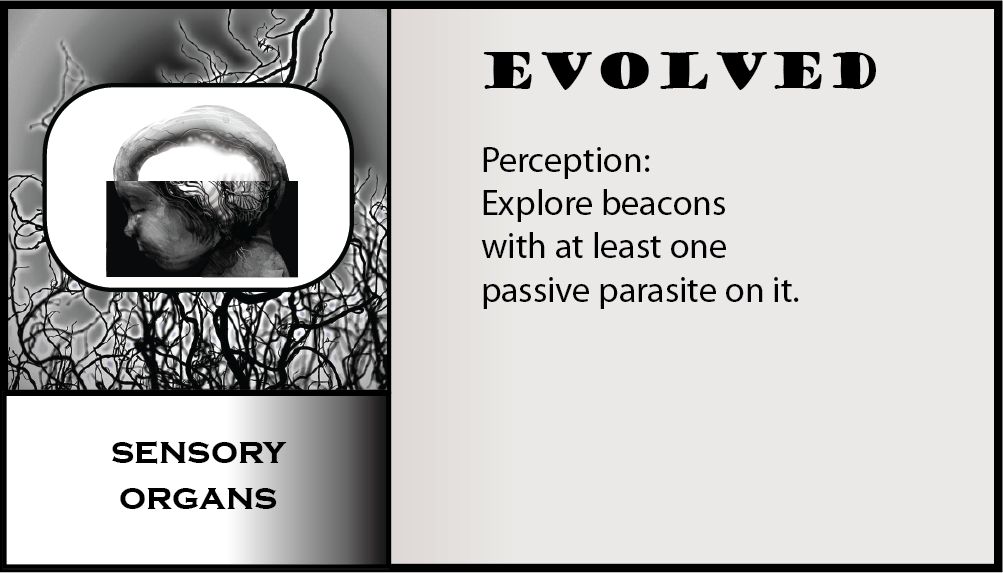 EVOLVED
Perception:
Explore beacons
with at least one
passive parasite on it.
SENSORY
ORGANS